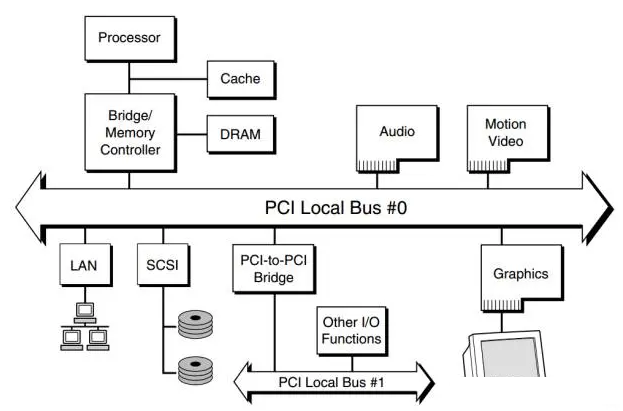 Processor
Cache
Bridge/
Memory
Controller
DRAM
Audio
Motion
Video
PCI Local Bus #0
LAN
SCSI
PCI-to-PCI
Bridge
Graphics
Other I/O
Functions
PCI Local Bus #1